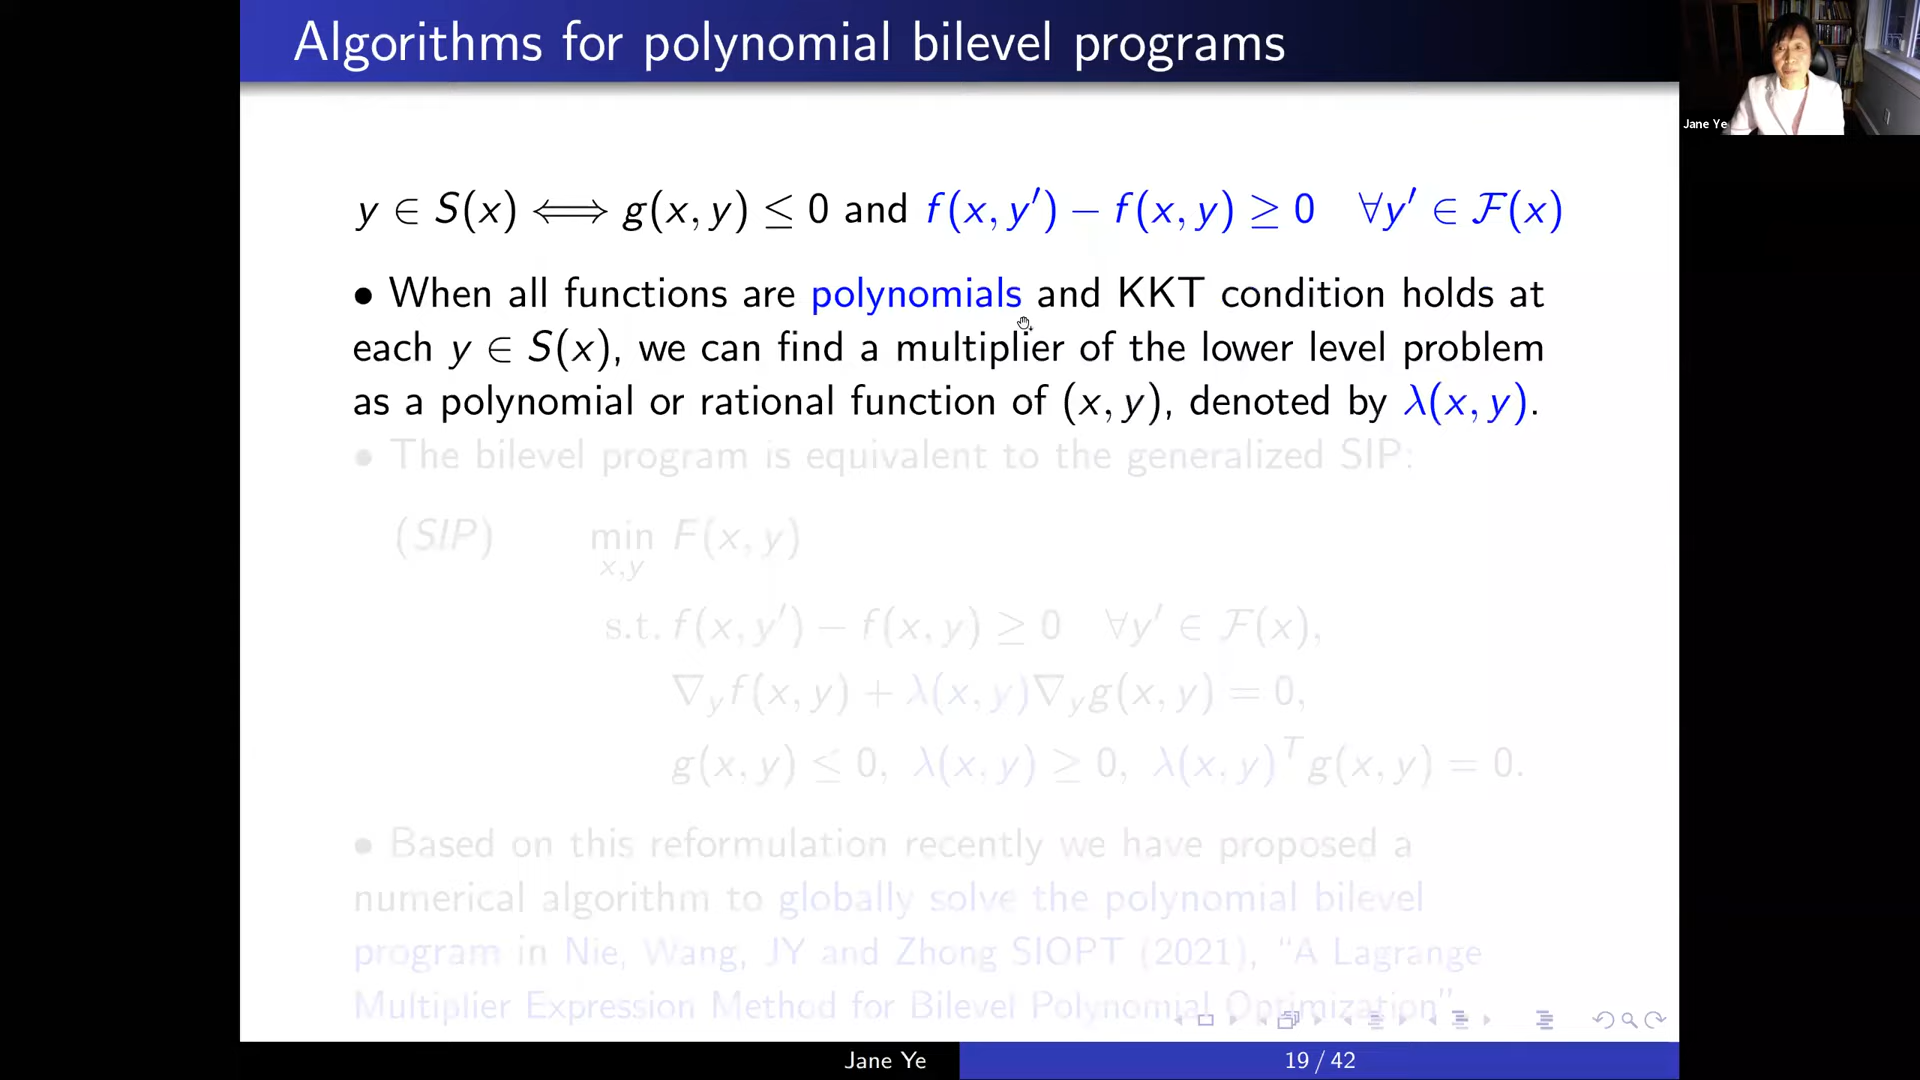 Algorithms for polynomial bilevel programs
Jane Ye
y ∈ S(x) ⟺ g(x, y) ≤ 0 and f(x, y′) − f(x, y) ≥ 0 ∀y′ ∈ ℱ(x)
• When all functions are polynomials and KKT condition holds at
each y ∈ S(x), we can find a multiplier of the lower level problem
as a polynomial or rational function of (x, y), denoted by λ(x, y).
• The bilevel program is equivalent to the generalized SIP:
(SIP) min F(x, y)
x,y
s.t. f(x, y′) − f(x, y) ≥ 0 ∀y′ ∈ ℱ(x),
∇_y f(x, y) + λ(x, y)∇_y g(x, y) = 0,
g(x, y) ≤ 0, λ(x, y) ≥ 0, λ(x, y)ᵀ g(x, y) = 0.
• Based on this reformulation recently we have proposed a
numerical algorithm to globally solve the polynomial bilevel
program in Nie, Wang, JY and Zhong SIOPT (2021), “A Lagrange
Multiplier Expression Method for Bilevel Polynomial Optimization”
Jane Ye 19 / 42